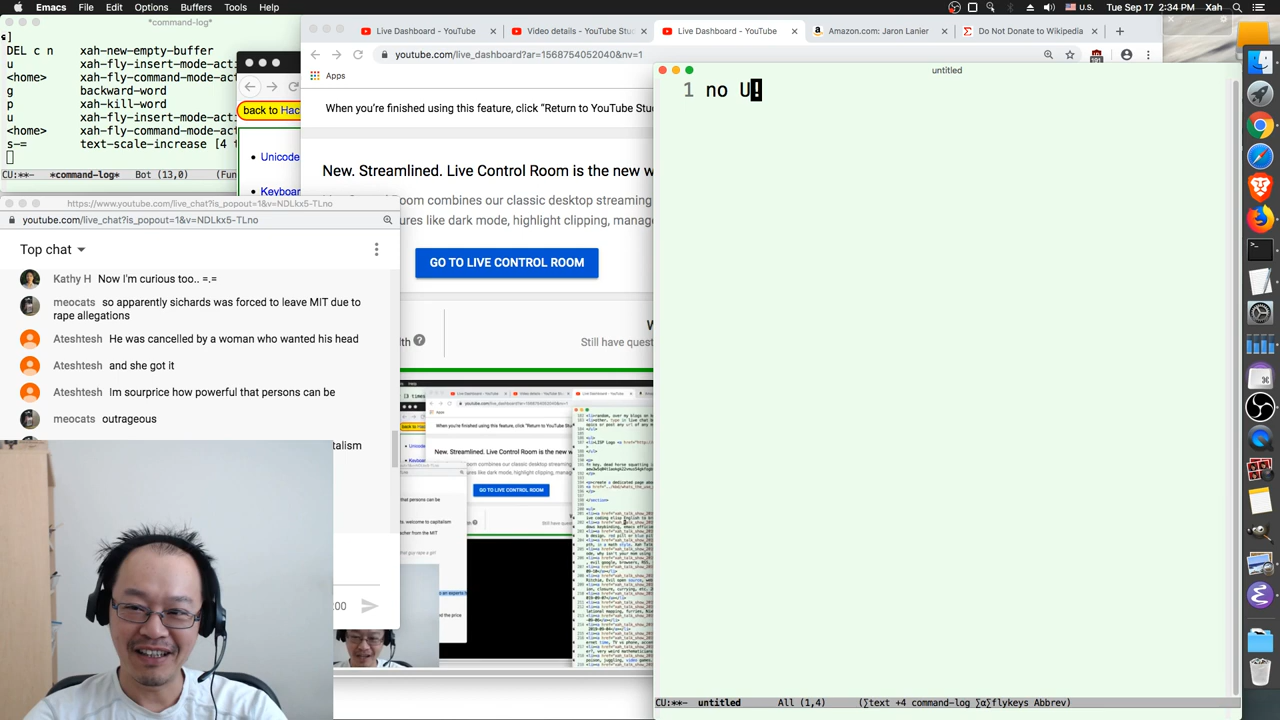 Emacs File Edit Options Buffers Tools Help
U.S. Tue Sep 17 2:34 PM Xah
*command-log*
DEL c n xah-new-empty-buffer
u xah-fly-insert-mode-acti
<home> xah-fly-command-mode-ac
g backward-word
p xah-kill-word
u xah-fly-insert-mode-acti
<home> xah-fly-command-mode-ac
s-= text-scale-increase [4 t
CU:**- *command-log* Bot (13,0) (Fun
back to Hac
Unicode
Keyboar
Live Dashboard - YouTube
Video details - YouTube Stu
Live Dashboard - YouTube
Amazon.com: Jaron Lanier
Do Not Donate to Wikipedia
youtube.com/live_dashboard?ar=1568754052040&nv=1
Apps
When you're finished using this feature, click "Return to YouTube Stu
New. Streamlined. Live Control Room is the new w
oom combines our classic desktop streaming
ures like dark mode, highlight clipping, manage
GO TO LIVE CONTROL ROOM
Still have quest
untitled
1 no U!
CU:**- untitled All (1,4) (∑text +4 command-log ∑α∑flykeys Abbrev)
https://www.youtube.com/live_chat?is_popout=1&v=NDLkx5-TLno
youtube.com/live_chat?is_popout=1&v=NDLkx5-TLno
Top chat
Kathy H Now I'm curious too.. =.=
meocats so apparently sichards was forced to leave MIT due to
rape allegations
Ateshtesh He was cancelled by a woman who wanted his head
Ateshtesh and she got it
Ateshtesh Im sourprice how powerful that persons can be
meocats outrageous
italism